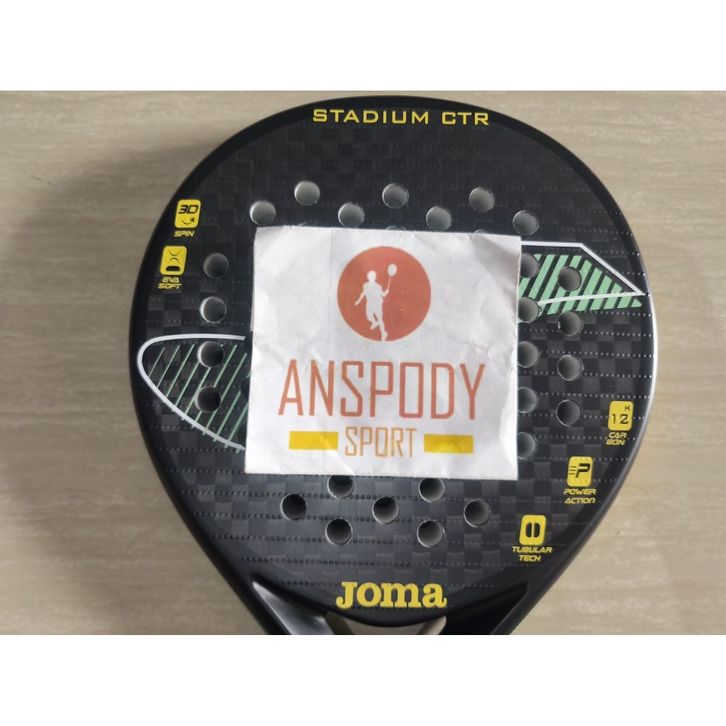 STADIUM CTR
3D
SPIN
EVA
SOFT
ANSPODY
SPORT
K
12
CAR
BON
P
POWER
ACTION
TUBULAR
TECH
JOMA